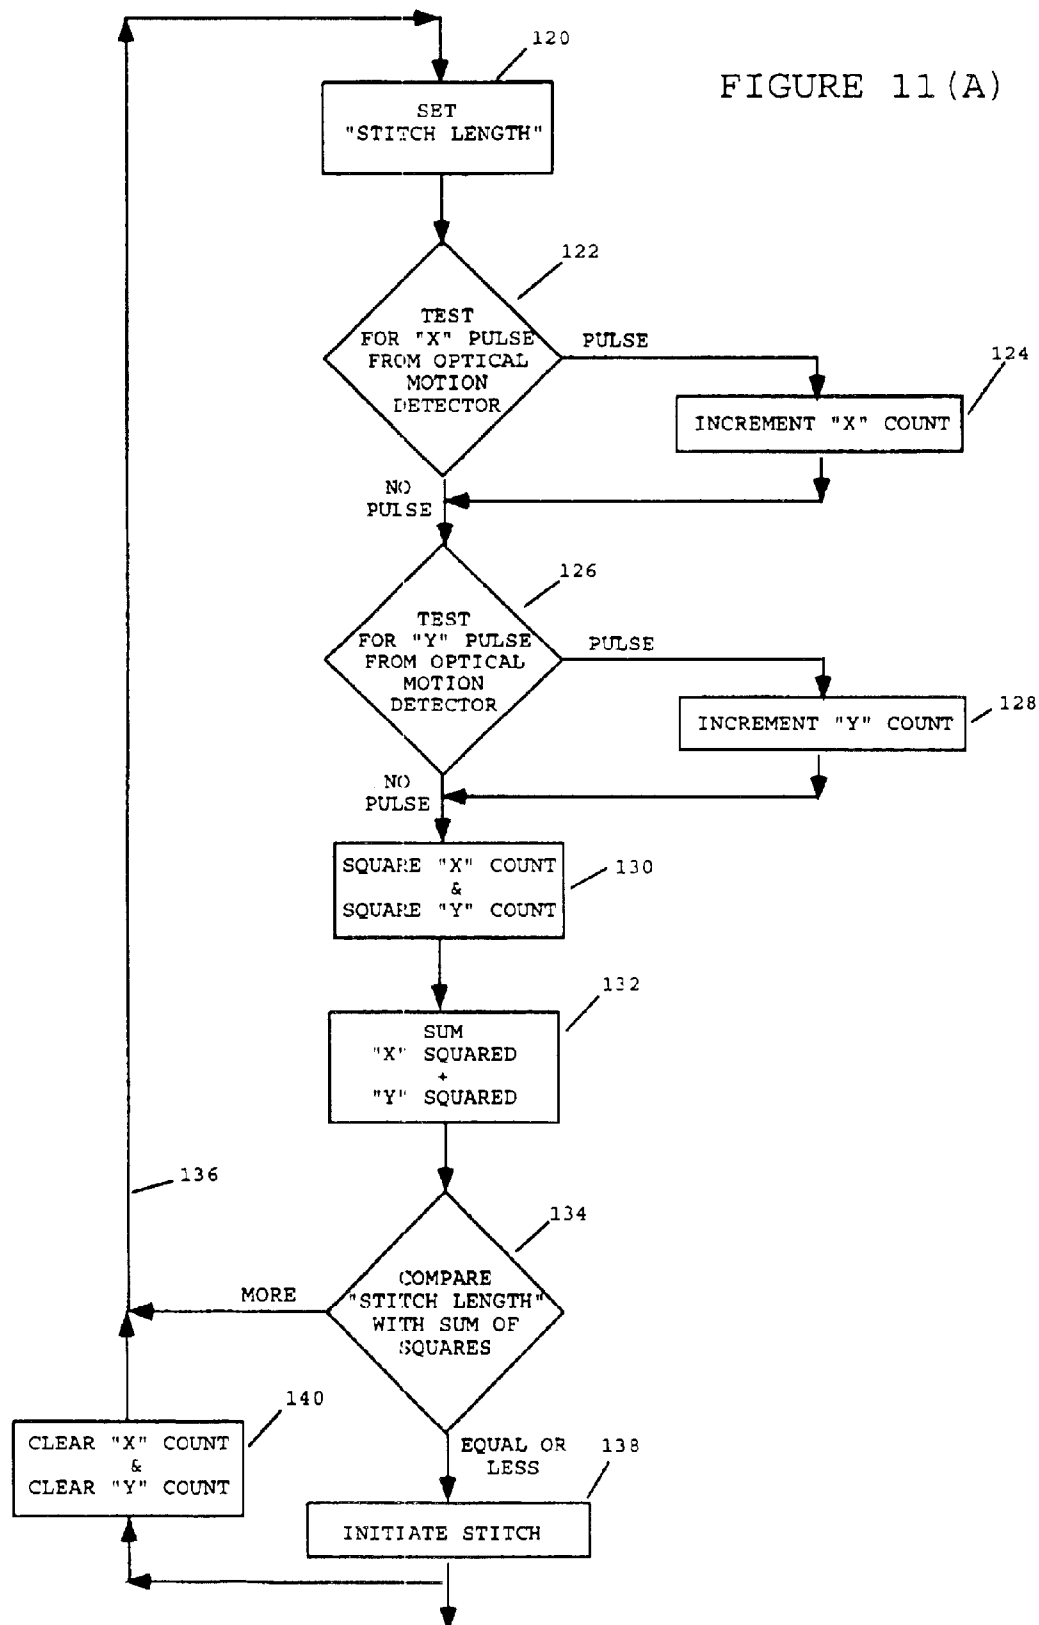 FIGURE 11(A)
120
SET
"STITCH LENGTH"
122
TEST
FOR "X" PULSE
FROM OPTICAL
MOTION
DETECTOR
PULSE
124
INCREMENT "X" COUNT
NO
PULSE
126
TEST
FOR "Y" PULSE
FROM OPTICAL
MOTION
DETECTOR
PULSE
128
INCREMENT "Y" COUNT
NO
PULSE
SQUARE "X" COUNT
&
SQUARE "Y" COUNT
130
132
SUM
"X" SQUARED
+
"Y" SQUARED
136
134
COMPARE
"STITCH LENGTH"
WITH SUM OF
SQUARES
MORE
140
CLEAR "X" COUNT
&
CLEAR "Y" COUNT
EQUAL OR
LESS
138
INITIATE STITCH